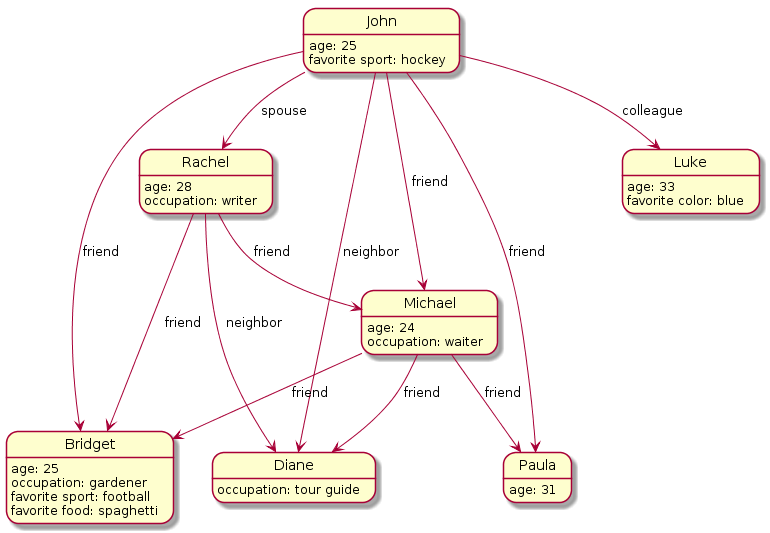 John
age: 25
favorite sport: hockey
spouse
colleague
Rachel
age: 28
occupation: writer
Luke
age: 33
favorite color: blue
friend
friend
neighbor
friend
friend
Michael
age: 24
occupation: waiter
friend
neighbor
friend
friend
friend
Bridget
age: 25
occupation: gardener
favorite sport: football
favorite food: spaghetti
Diane
occupation: tour guide
Paula
age: 31